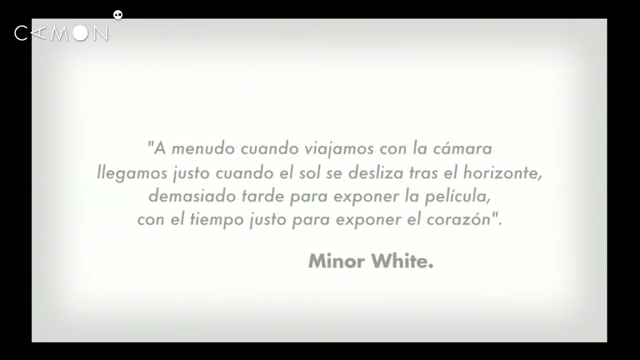 CAMON
"A menudo cuando viajamos con la cámara
llegamos justo cuando el sol se desliza tras el horizonte,
demasiado tarde para exponer la película,
con el tiempo justo para exponer el corazón".
Minor White.